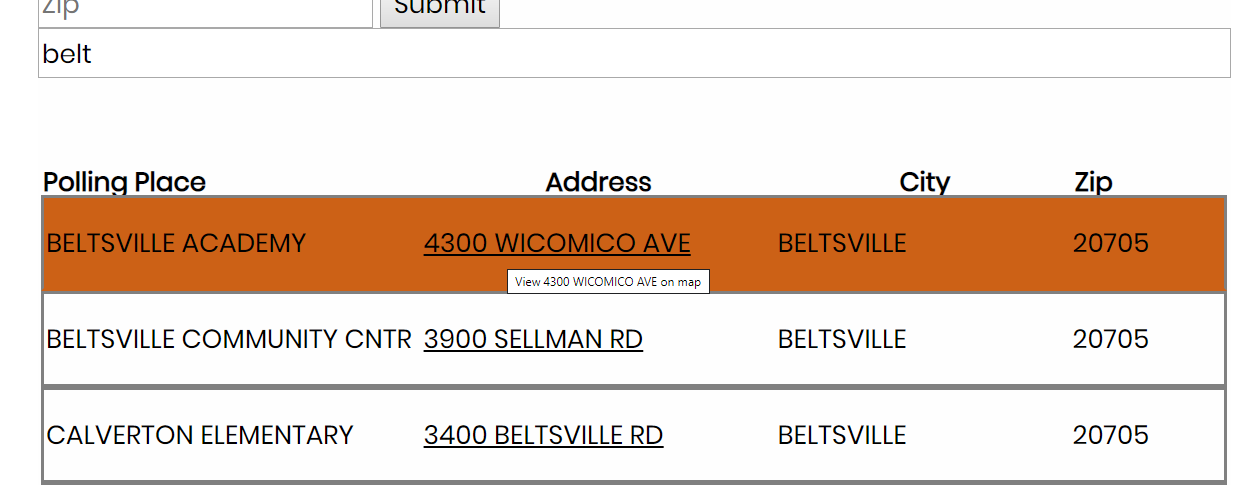 Zip Submit
belt
Polling Place Address City Zip
BELTSVILLE ACADEMY 4300 WICOMICO AVE BELTSVILLE 20705
View 4300 WICOMICO AVE on map
BELTSVILLE COMMUNITY CNTR 3900 SELLMAN RD BELTSVILLE 20705
CALVERTON ELEMENTARY 3400 BELTSVILLE RD BELTSVILLE 20705